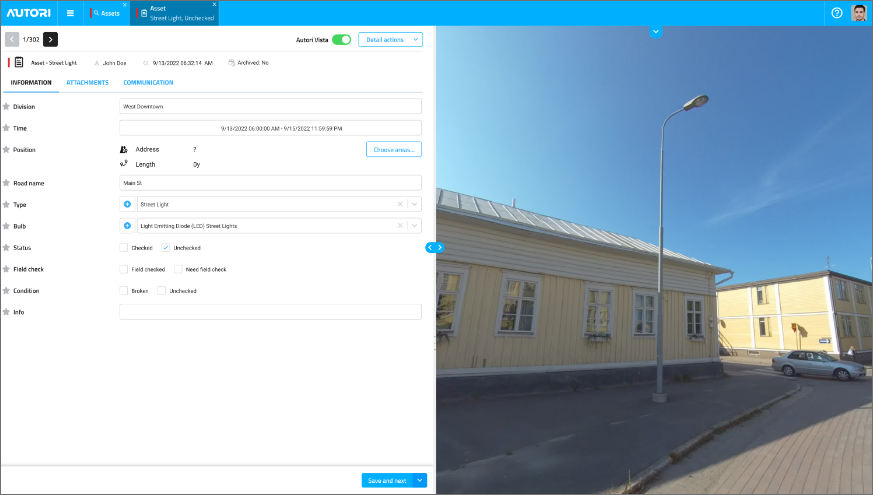 AUTORI
Assets
Asset
Street Light, Unchecked
1/302
Autori Vista
Detail actions
Asset - Street Light
John Doe
9/13/2022 06:32:14 AM
Archived: No
INFORMATION
ATTACHMENTS
COMMUNICATION
Division
West Downtown
Time
9/13/2022 06:00:00 AM - 9/15/2022 11:59:59 PM
Position
Address
?
Choose areas...
Length
0y
Road name
Main St
Type
Street Light
Bulb
Light Emitting Diode (LED) Street Lights
Status
Checked
Unchecked
Field check
Field checked
Need field check
Condition
Broken
Unchecked
Info
Save and next